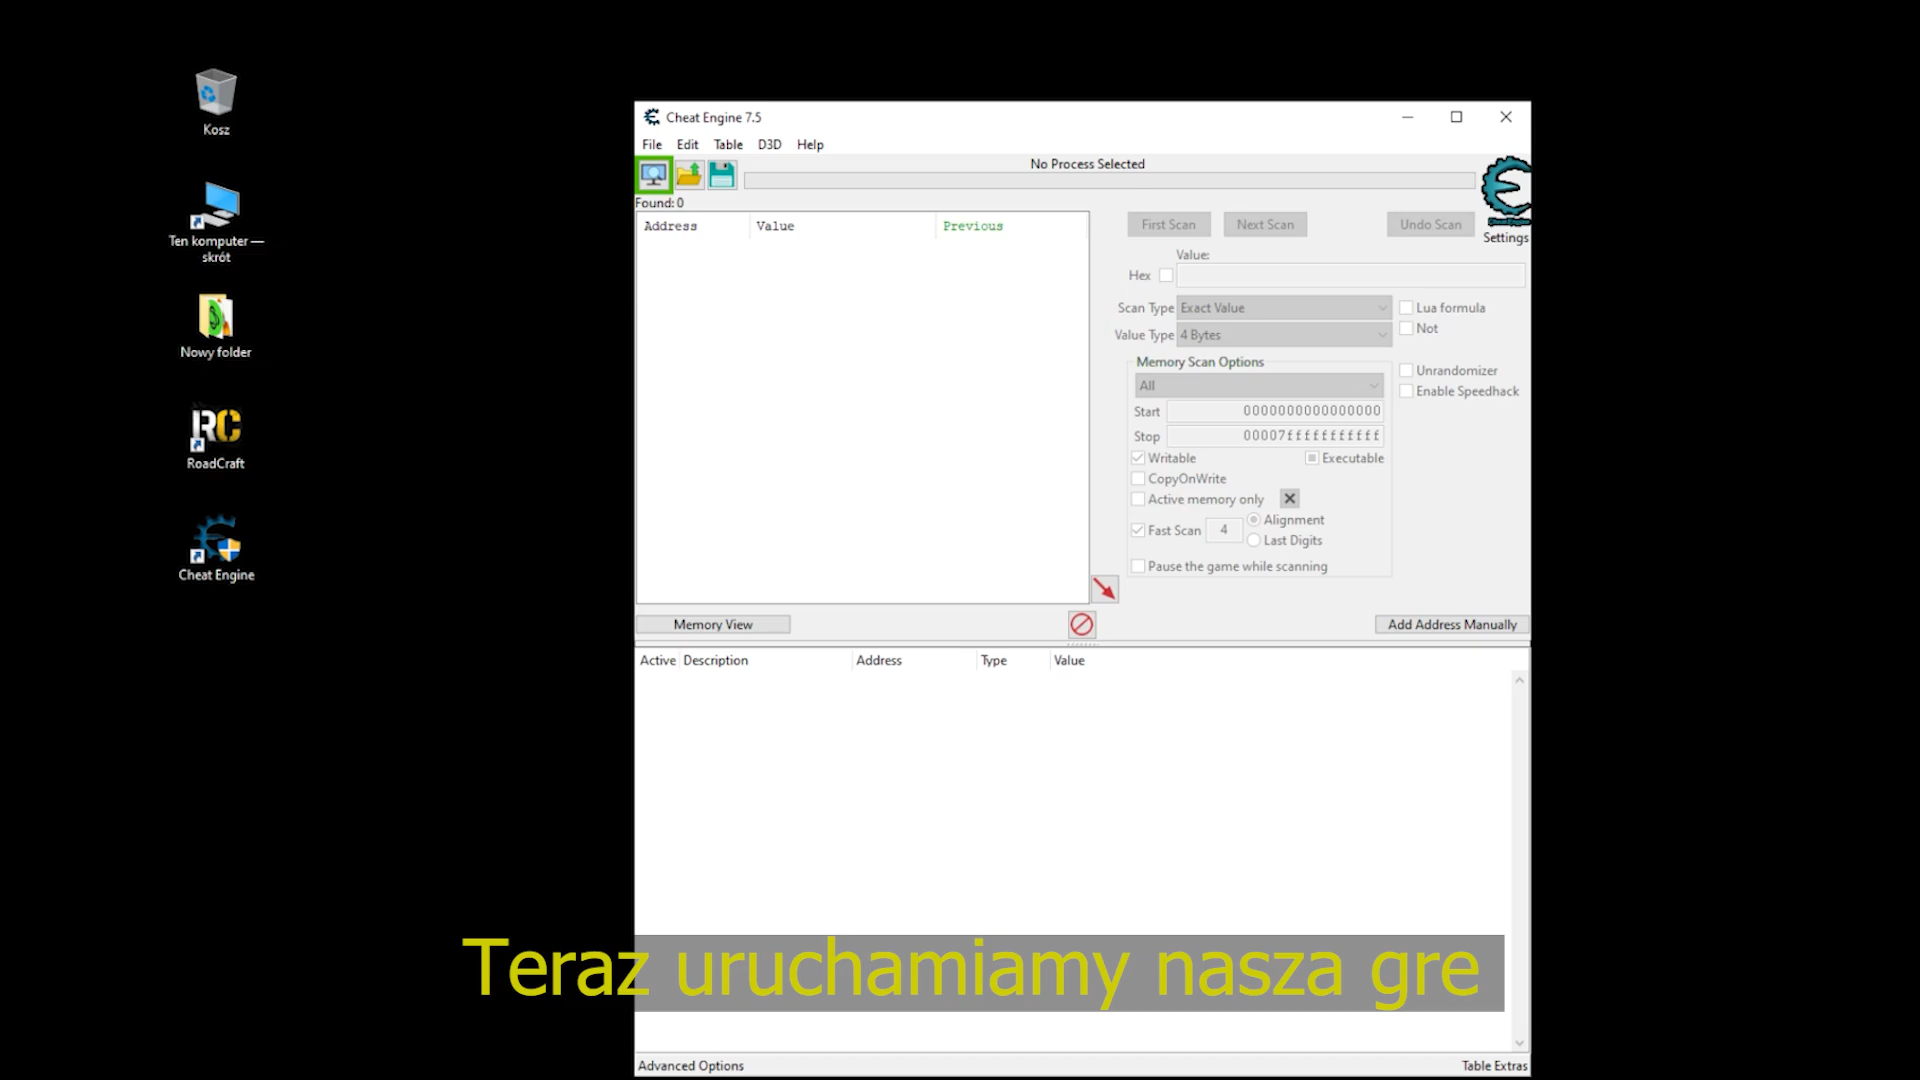 Kosz
Ten komputer —
skrót
Nowy folder
RC
RoadCraft
Cheat Engine
Cheat Engine 7.5
File Edit Table D3D Help
No Process Selected
Found: 0
Settings
Address Value Previous
First Scan Next Scan Undo Scan
Value:
Hex
Scan Type Exact Value Lua formula
Not
Value Type 4 Bytes
Memory Scan Options
All
Unrandomizer
Enable Speedhack
Start 0000000000000000
Stop 00007fffffffffff
Writable Executable
CopyOnWrite
Active memory only
Fast Scan 4 Alignment
Last Digits
Pause the game while scanning
Memory View Add Address Manually
Active Description Address Type Value
Teraz uruchamiamy nasza gre
Advanced Options Table Extras